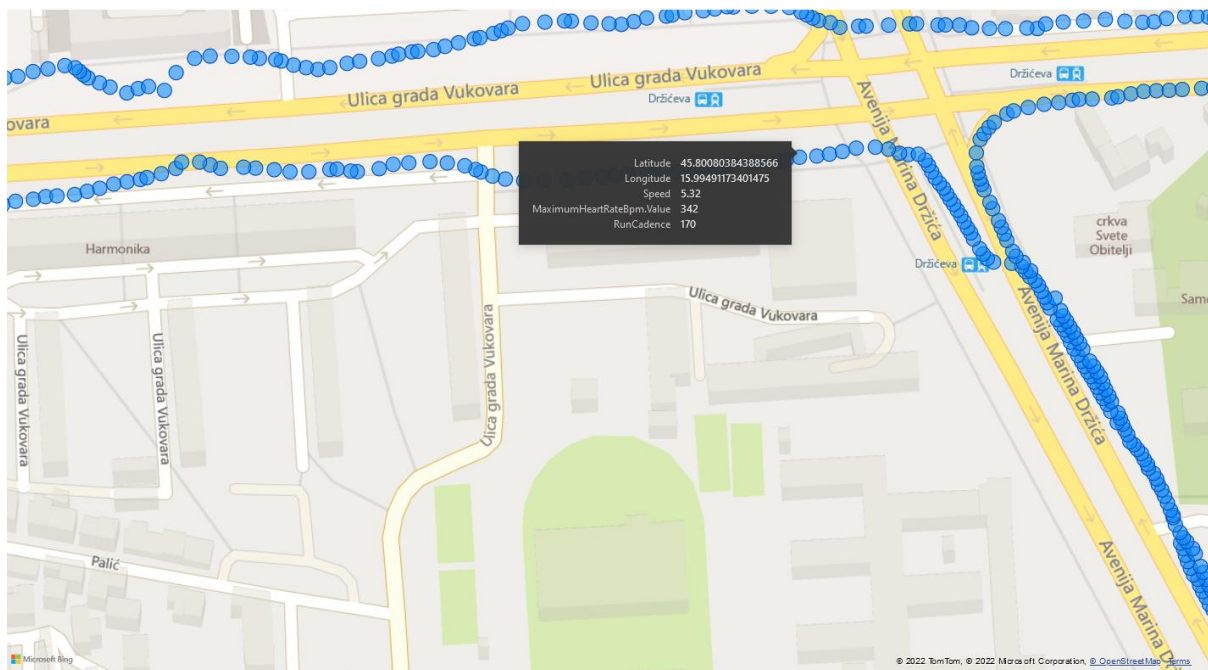 Ulica grada Vukovara
Ulica grada Vukovara
Držićeva
Držićeva
ovara
Avenija Marina Držića
Latitude 45.80080384388566
Longitude 15.99491173401475
Speed 5.32
MaximumHeartRateBpm.Value 342
RunCadence 170
Harmonika
crkva
Svete
Obitelji
Držićeva
Ulica grada Vukovara
Avenija Marina Držića
Same
Ulica grada Vukovara
Ulica grada Vukovara
Ulica grada Vukovara
Palić
Avenija Marina Dr
Microsoft Bing
© 2022 TomTom, © 2022 Microsoft Corporation, © OpenStreetMap Terms